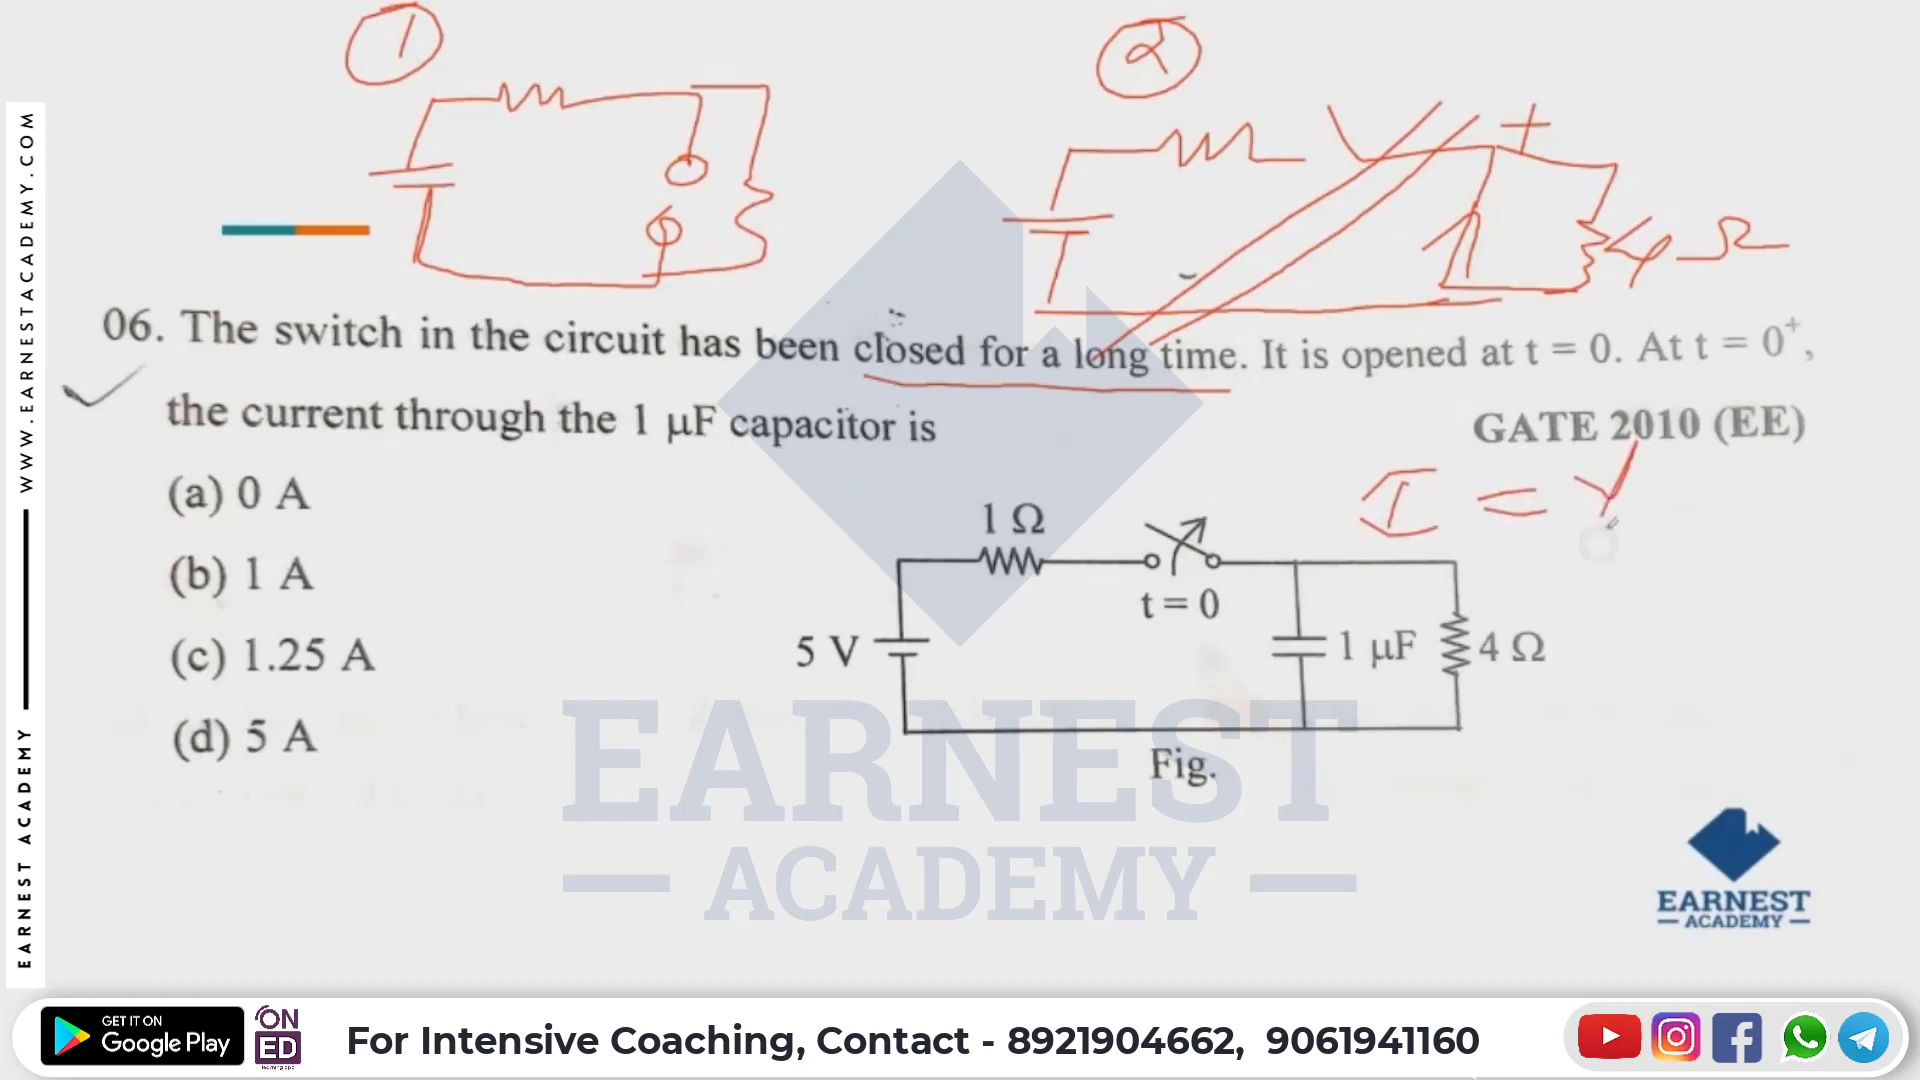 1
2
+
4 Ω
WWW.EARNESTACADEMY.COM
EARNEST ACADEMY
06. The switch in the circuit has been closed for a long time. It is opened at t = 0. At t = 0⁺,
the current through the 1 µF capacitor is
GATE 2010 (EE)
(a) 0 A
(b) 1 A
(c) 1.25 A
(d) 5 A
I =
1 Ω
t = 0
5 V
1 µF
4 Ω
Fig.
EARNEST
ACADEMY
EARNEST
ACADEMY
GET IT ON
Google Play
ON
ED
For Intensive Coaching, Contact - 8921904662, 9061941160